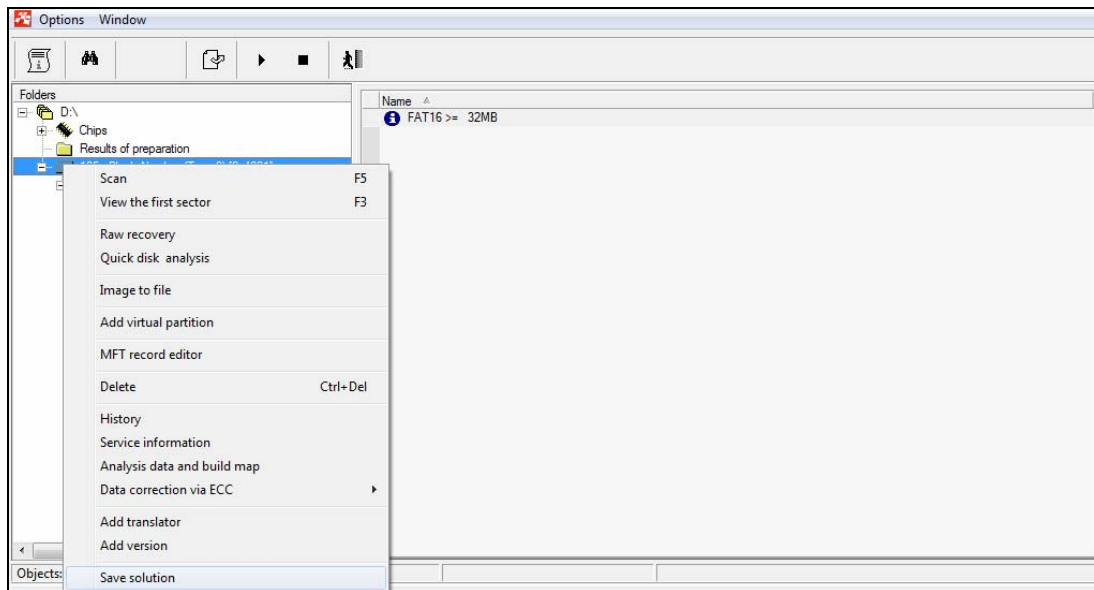 Options Window
Folders
D:\
Chips
Results of preparation
Name
FAT16 >= 32MB
Scan F5
View the first sector F3
Raw recovery
Quick disk analysis
Image to file
Add virtual partition
MFT record editor
Delete Ctrl+Del
History
Service information
Analysis data and build map
Data correction via ECC
Add translator
Add version
Save solution
Objects: